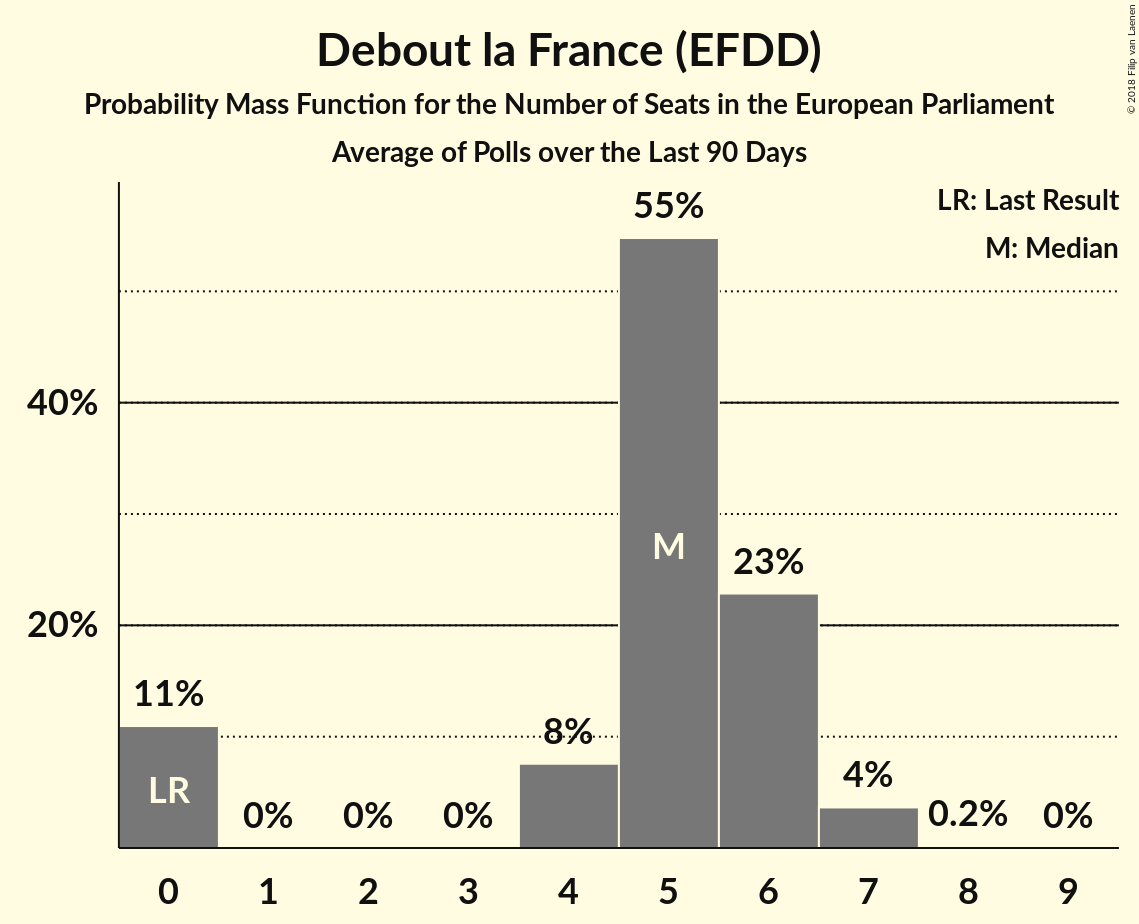 Debout la France (EFDD)
Probability Mass Function for the Number of Seats in the European Parliament
Average of Polls over the Last 90 Days
© 2018 Filip van Laenen
LR: Last Result
M: Median
55%
40%
M
23%
20%
11%
8%
4%
LR
0%
0%
0%
0.2%
0%
0 1 2 3 4 5 6 7 8 9